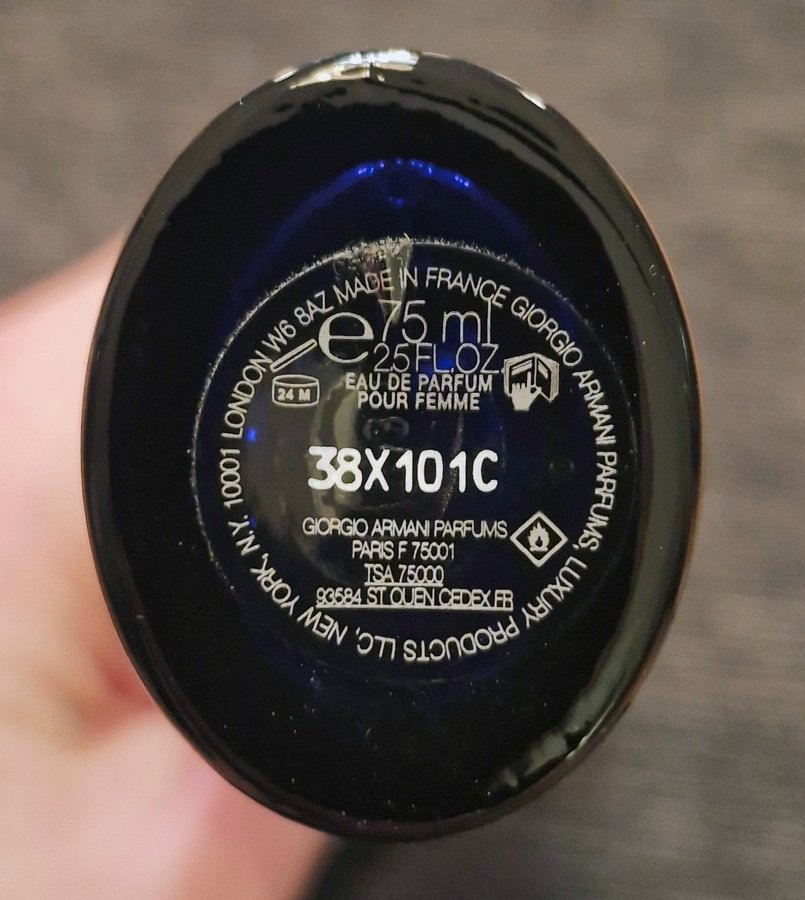 MADE IN FRANCE GIORGIO ARMANI PARFUMS, LUXURY PRODUCTS LLC, NEW YORK, N.Y. 10001 LONDON W6 8AZ
e 75 ml
2.5 FL.OZ.
24 M
EAU DE PARFUM
POUR FEMME
38X101C
GIORGIO ARMANI PARFUMS
PARIS F 75001
TSA 75000
93584 ST OUEN CEDEX FR